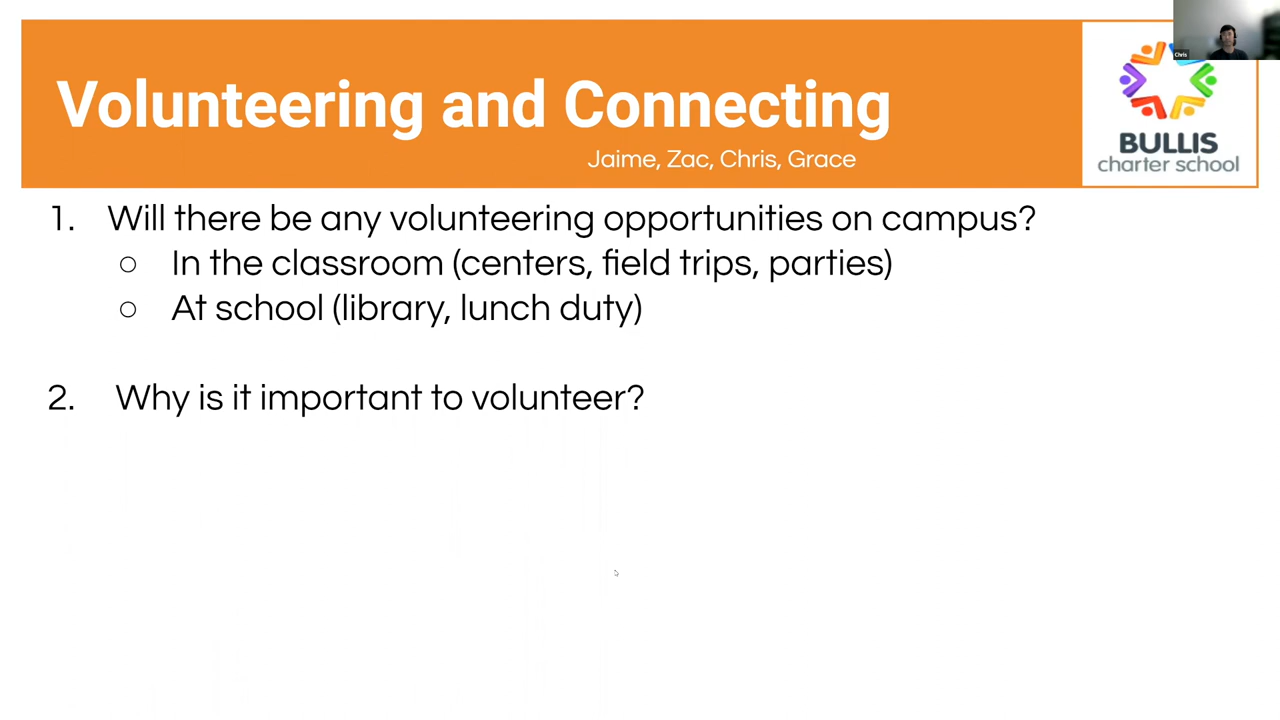 Volunteering and Connecting
Jaime, Zac, Chris, Grace
Chris
BULLIS
charter school
1. Will there be any volunteering opportunities on campus?
○ In the classroom (centers, field trips, parties)
○ At school (library, lunch duty)
2. Why is it important to volunteer?